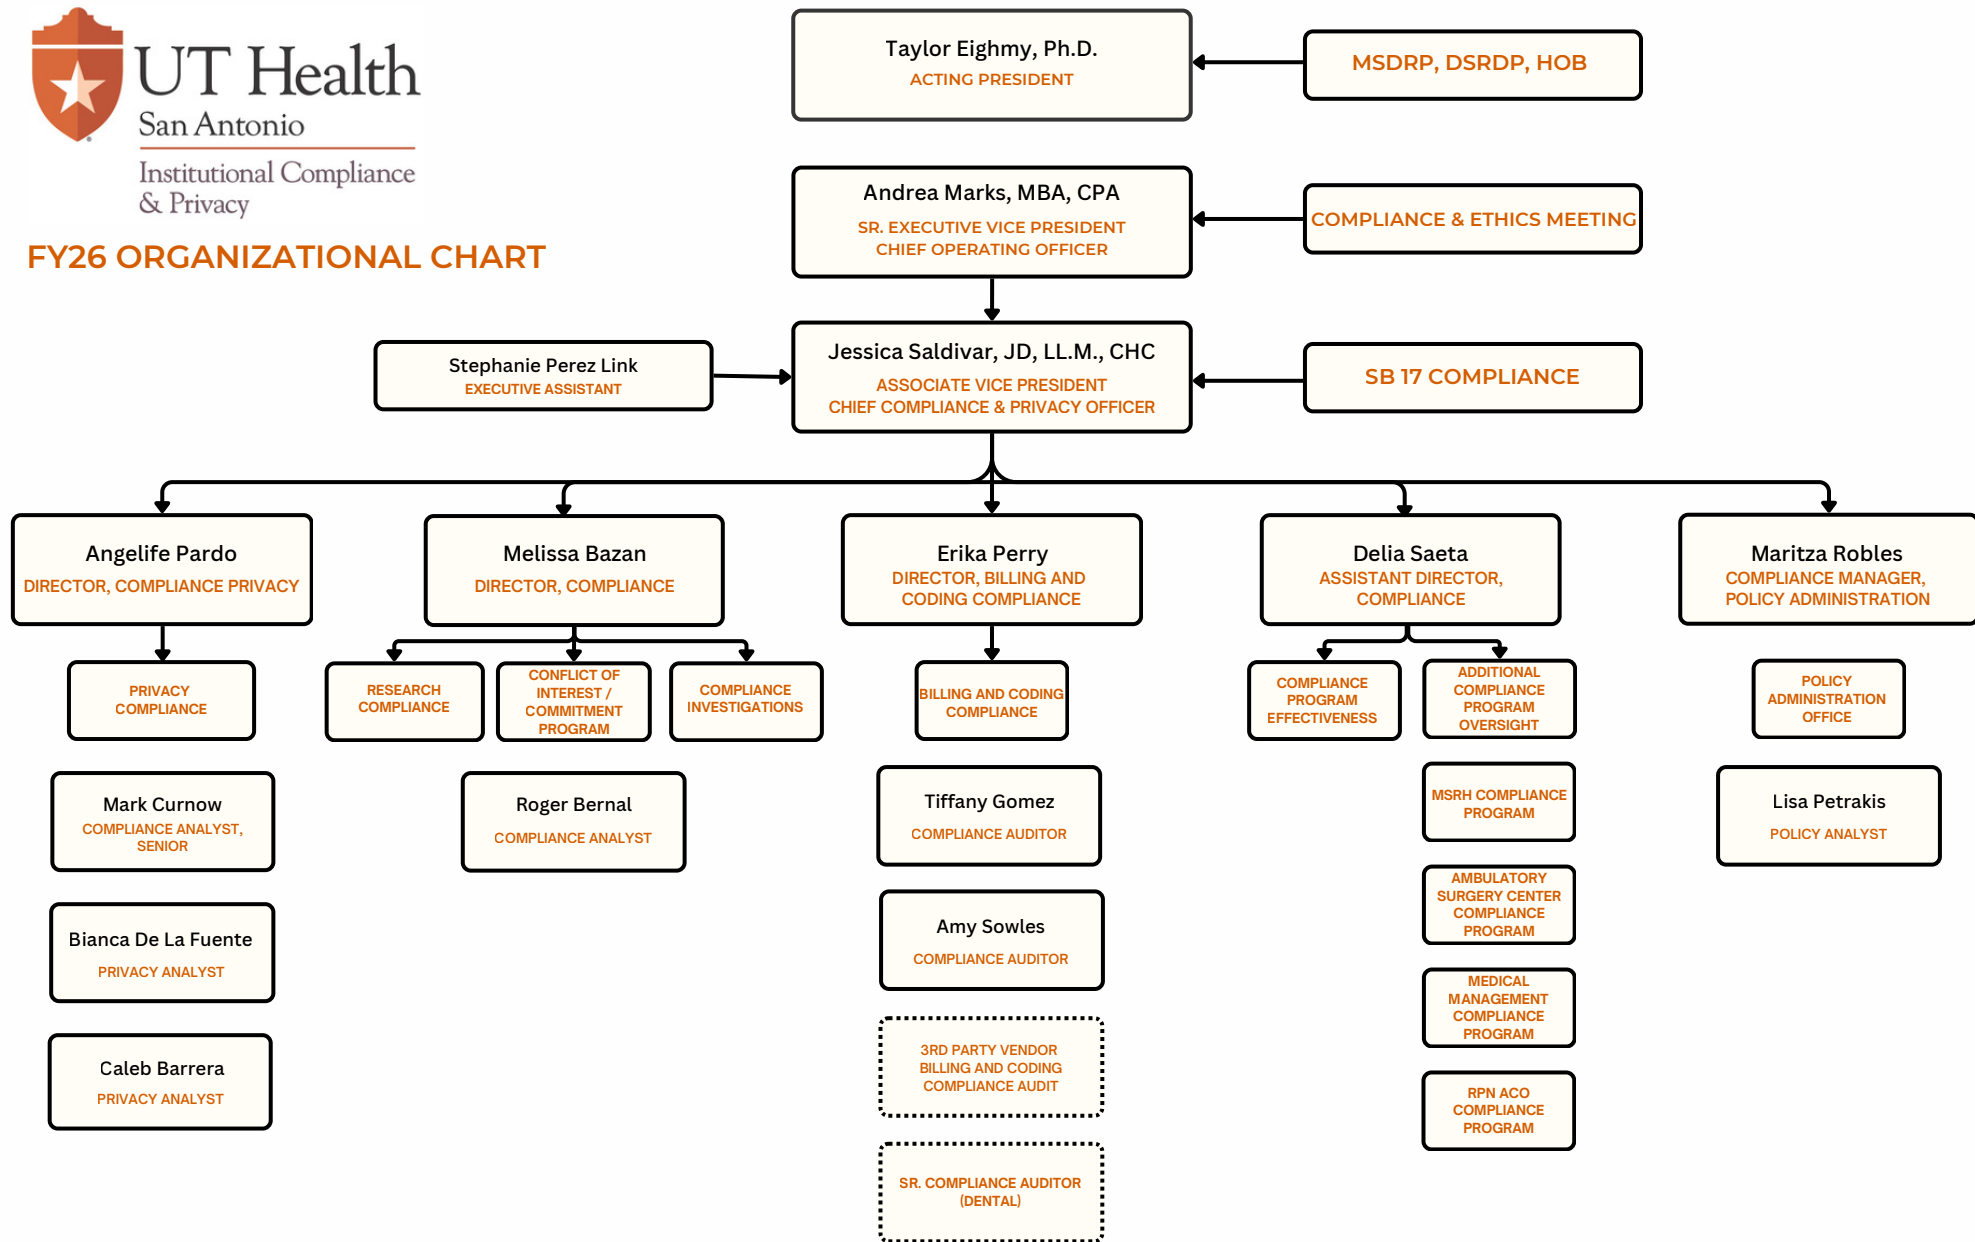 UT Health
San Antonio
Institutional Compliance
& Privacy
FY26 ORGANIZATIONAL CHART
Taylor Eighmy, Ph.D.
ACTING PRESIDENT
MSDRP, DSRDP, HOB
Andrea Marks, MBA, CPA
SR. EXECUTIVE VICE PRESIDENT
CHIEF OPERATING OFFICER
COMPLIANCE & ETHICS MEETING
Stephanie Perez Link
EXECUTIVE ASSISTANT
Jessica Saldivar, JD, LL.M., CHC
ASSOCIATE VICE PRESIDENT
CHIEF COMPLIANCE & PRIVACY OFFICER
SB 17 COMPLIANCE
Angelife Pardo
DIRECTOR, COMPLIANCE PRIVACY
Melissa Bazan
DIRECTOR, COMPLIANCE
Erika Perry
DIRECTOR, BILLING AND
CODING COMPLIANCE
Delia Saeta
ASSISTANT DIRECTOR,
COMPLIANCE
Maritza Robles
COMPLIANCE MANAGER,
POLICY ADMINISTRATION
PRIVACY
COMPLIANCE
RESEARCH
COMPLIANCE
CONFLICT OF
INTEREST /
COMMITMENT
PROGRAM
COMPLIANCE
INVESTIGATIONS
BILLING AND CODING
COMPLIANCE
COMPLIANCE
PROGRAM
EFFECTIVENESS
ADDITIONAL
COMPLIANCE
PROGRAM
OVERSIGHT
POLICY
ADMINISTRATION
OFFICE
Mark Curnow
COMPLIANCE ANALYST,
SENIOR
Roger Bernal
COMPLIANCE ANALYST
Tiffany Gomez
COMPLIANCE AUDITOR
MSRH COMPLIANCE
PROGRAM
Lisa Petrakis
POLICY ANALYST
Bianca De La Fuente
PRIVACY ANALYST
Amy Sowles
COMPLIANCE AUDITOR
AMBULATORY
SURGERY CENTER
COMPLIANCE
PROGRAM
Caleb Barrera
PRIVACY ANALYST
3RD PARTY VENDOR
BILLING AND CODING
COMPLIANCE AUDIT
MEDICAL
MANAGEMENT
COMPLIANCE
PROGRAM
RPN ACO
COMPLIANCE
PROGRAM
SR. COMPLIANCE AUDITOR
(DENTAL)